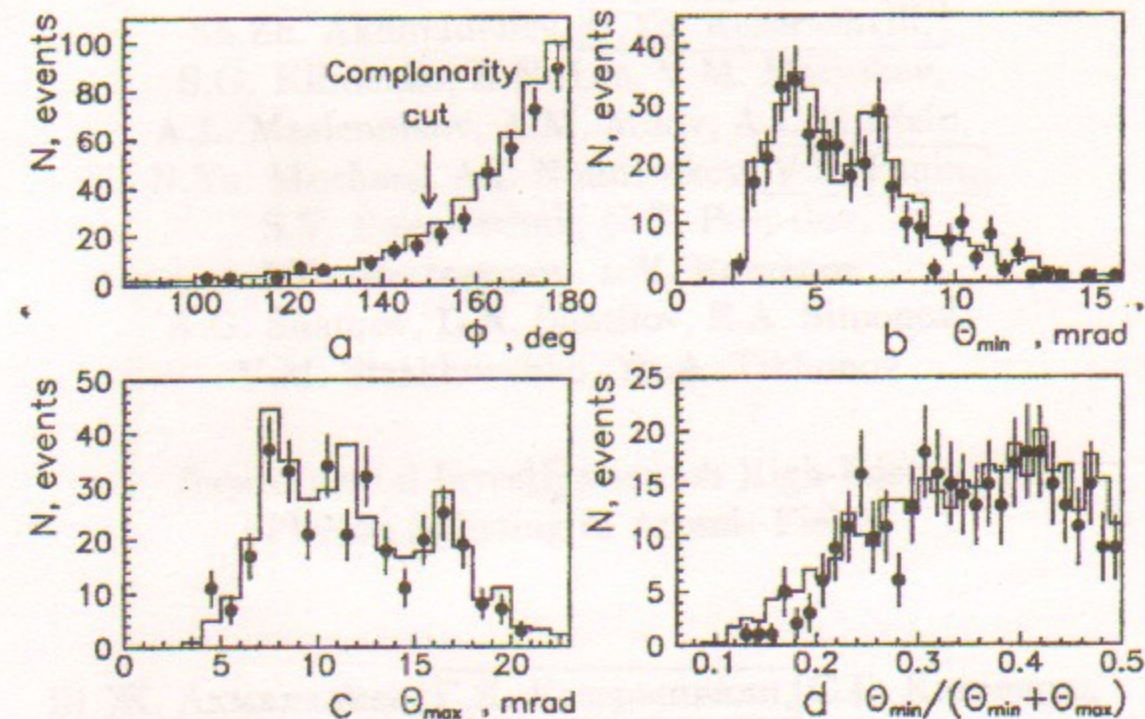 N, events
100
80
60
40
20
0
Complanarity
cut
100 120 140 160 180
a Φ , deg
N, events
40
20
0
0 5 10 15
b Θmin , mrad
N, events
50
40
30
20
10
0
0 5 10 15 20
c Θmax , mrad
N, events
25
20
15
10
5
0
0.1 0.2 0.3 0.4 0.5
d Θmin/(Θmin+Θmax)